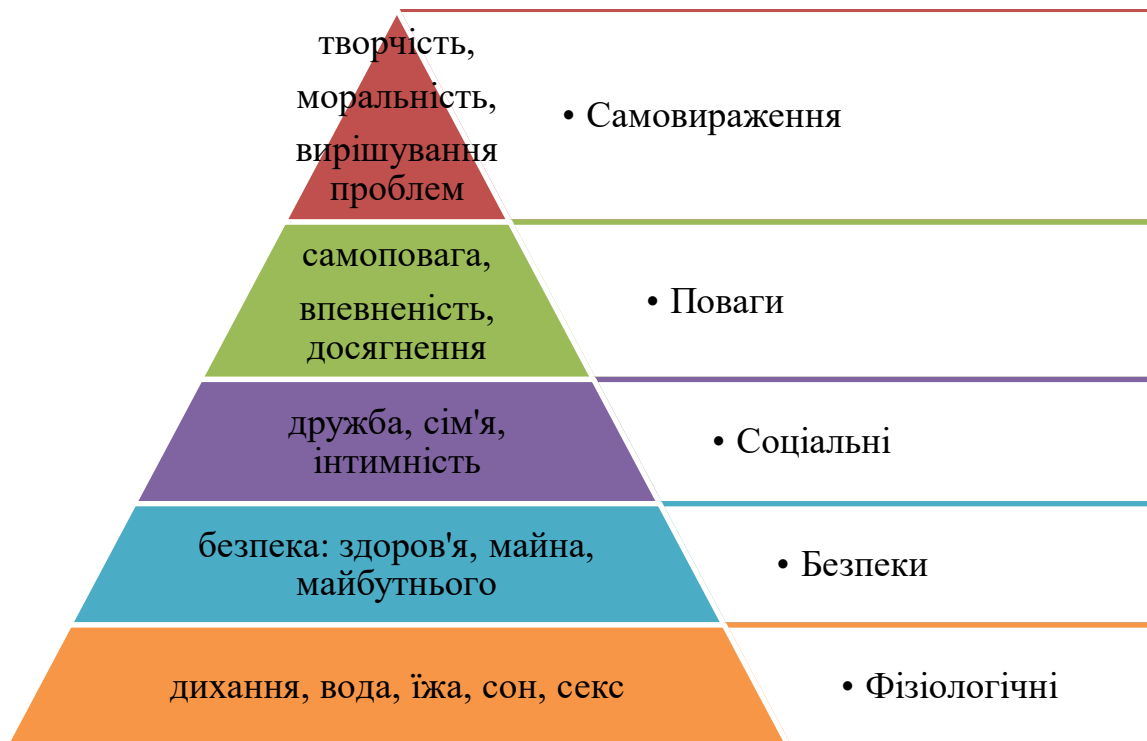 творчість,
моральність,
вирішування
проблем
• Самовираження
самоповага,
впевненість,
досягнення
• Поваги
дружба, сім'я,
інтимність
• Соціальні
безпека: здоров'я, майна,
майбутнього
• Безпеки
дихання, вода, їжа, сон, секс
• Фізіологічні